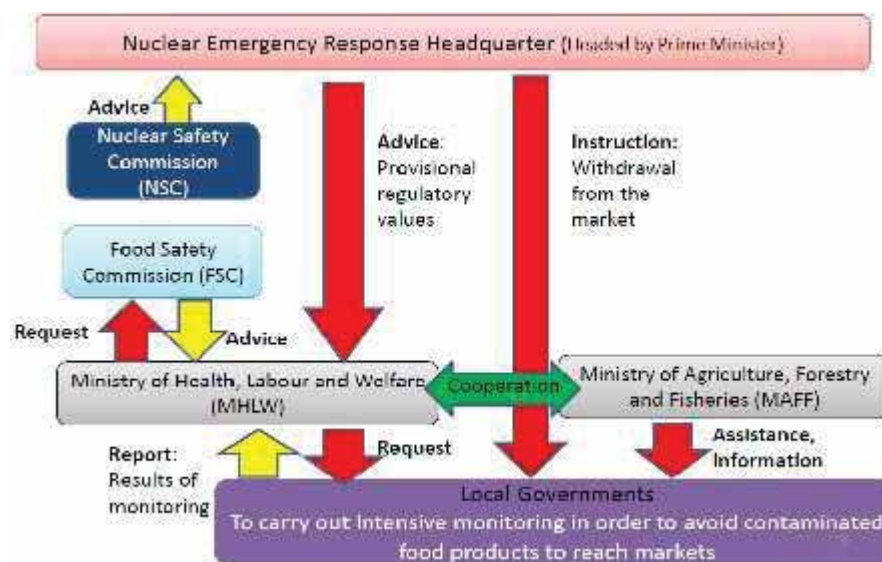 Nuclear Emergency Response Headquarter (Headed by Prime Minister)
Advice
Nuclear Safety
Commission
(NSC)
Advice:
Provisional
regulatory
values
Instruction:
Withdrawal
from the
market
Food Safety
Commission (FSC)
Request
Advice
Ministry of Health, Labour and Welfare
(MHLW)
Cooperation
Ministry of Agriculture, Forestry
and Fisheries (MAFF)
Report:
Results of
monitoring
Request
Assistance,
Information
Local Governments
To carry out Intensive monitoring in order to avoid contaminated
food products to reach markets